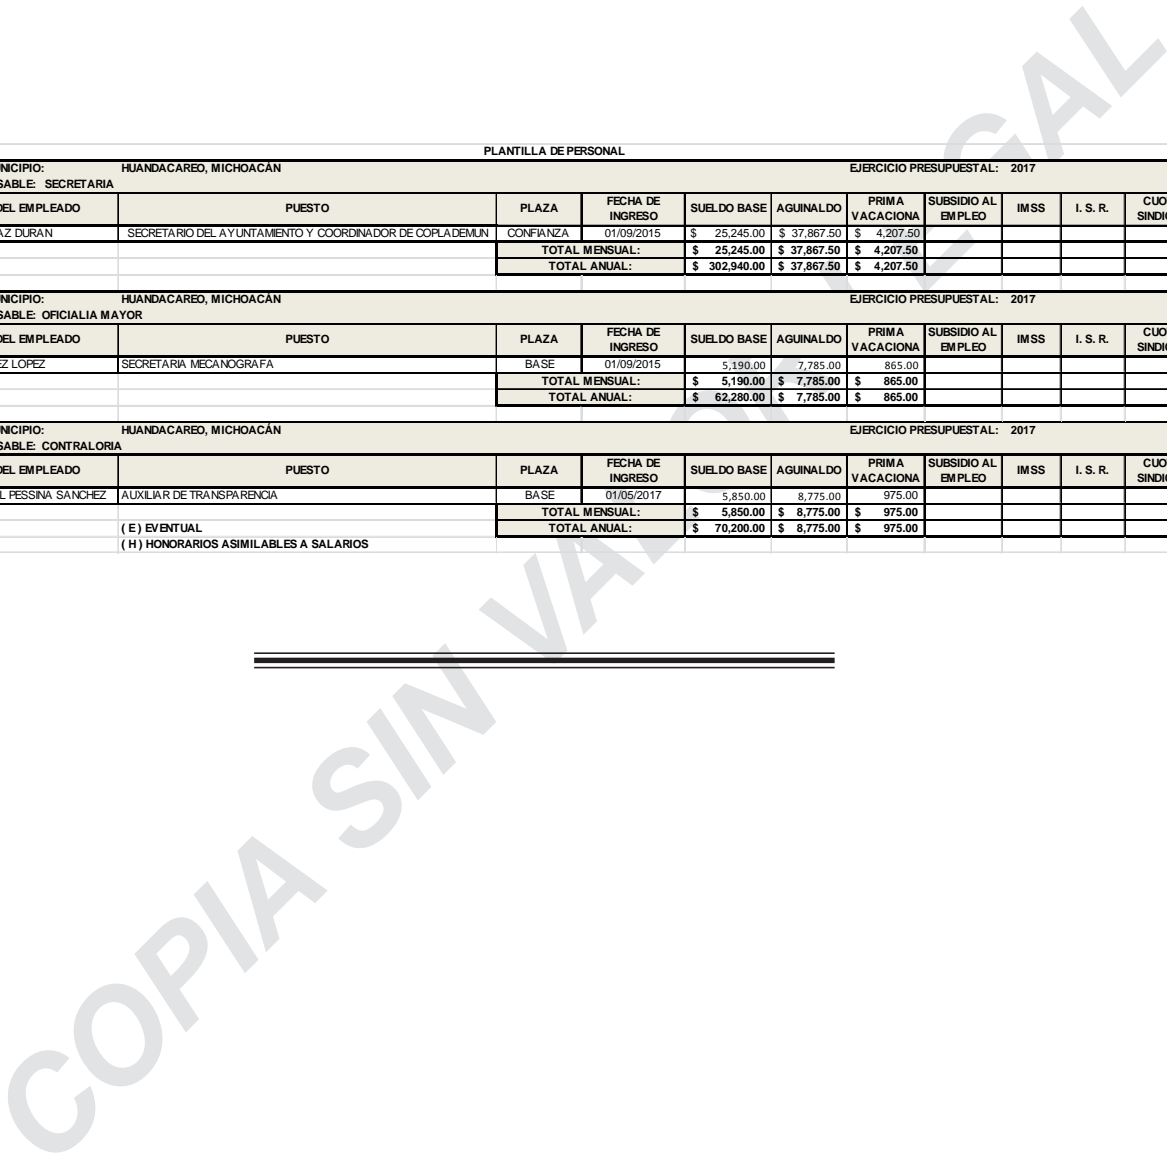 PLANTILLA DE PERSONAL
NICIPIO: HUANDACAREO, MICHOACÁN EJERCICIO PRESUPUESTAL: 2017
SABLE: SECRETARIA
DEL EMPLEADO PUESTO PLAZA FECHA DE INGRESO SUELDO BASE AGUINALDO PRIMA VACACIONA SUBSIDIO AL EMPLEO IMSS I. S. R. CUO SINDI
AZ DURAN SECRETARIO DEL AYUNTAMIENTO Y COORDINADOR DE COPLADEMUN CONFIANZA 01/09/2015 $ 25,245.00 $ 37,867.50 $ 4,207.50
TOTAL MENSUAL: $ 25,245.00 $ 37,867.50 $ 4,207.50
TOTAL ANUAL: $ 302,940.00 $ 37,867.50 $ 4,207.50
NICIPIO: HUANDACAREO, MICHOACÁN EJERCICIO PRESUPUESTAL: 2017
SABLE: OFICIALIA MAYOR
DEL EMPLEADO PUESTO PLAZA FECHA DE INGRESO SUELDO BASE AGUINALDO PRIMA VACACIONA SUBSIDIO AL EMPLEO IMSS I. S. R. CUO SINDI
EZ LOPEZ SECRETARIA MECANOGRAFA BASE 01/09/2015 5,190.00 7,785.00 865.00
TOTAL MENSUAL: $ 5,190.00 $ 7,785.00 $ 865.00
TOTAL ANUAL: $ 62,280.00 $ 7,785.00 $ 865.00
NICIPIO: HUANDACAREO, MICHOACÁN EJERCICIO PRESUPUESTAL: 2017
SABLE: CONTRALORIA
DEL EMPLEADO PUESTO PLAZA FECHA DE INGRESO SUELDO BASE AGUINALDO PRIMA VACACIONA SUBSIDIO AL EMPLEO IMSS I. S. R. CUO SINDI
L PESSINA SANCHEZ AUXILIAR DE TRANSPARENCIA BASE 01/05/2017 5,850.00 8,775.00 975.00
TOTAL MENSUAL: $ 5,850.00 $ 8,775.00 $ 975.00
( E ) EVENTUAL TOTAL ANUAL: $ 70,200.00 $ 8,775.00 $ 975.00
( H ) HONORARIOS ASIMILABLES A SALARIOS
COPIA SIN VALOR LEGAL